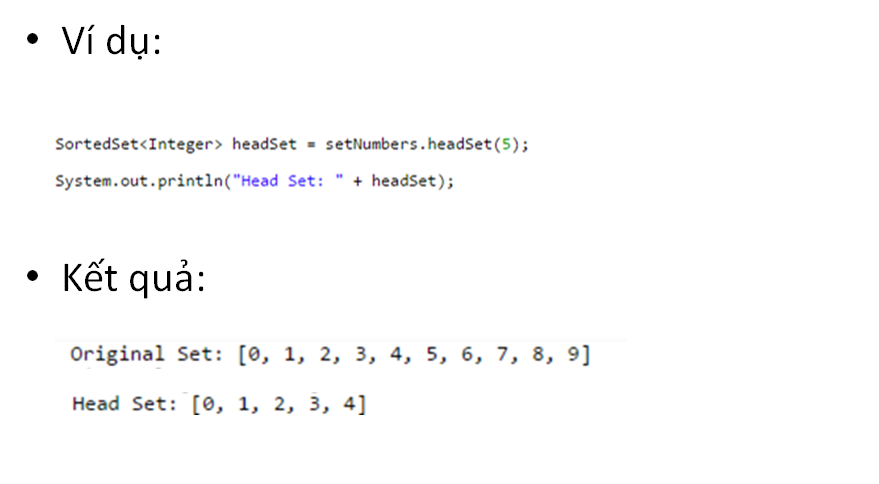 • Ví dụ:
SortedSet<Integer> headSet = setNumbers.headSet(5);
System.out.println("Head Set: " + headSet);
• Kết quả:
Original Set: [0, 1, 2, 3, 4, 5, 6, 7, 8, 9]
Head Set: [0, 1, 2, 3, 4]